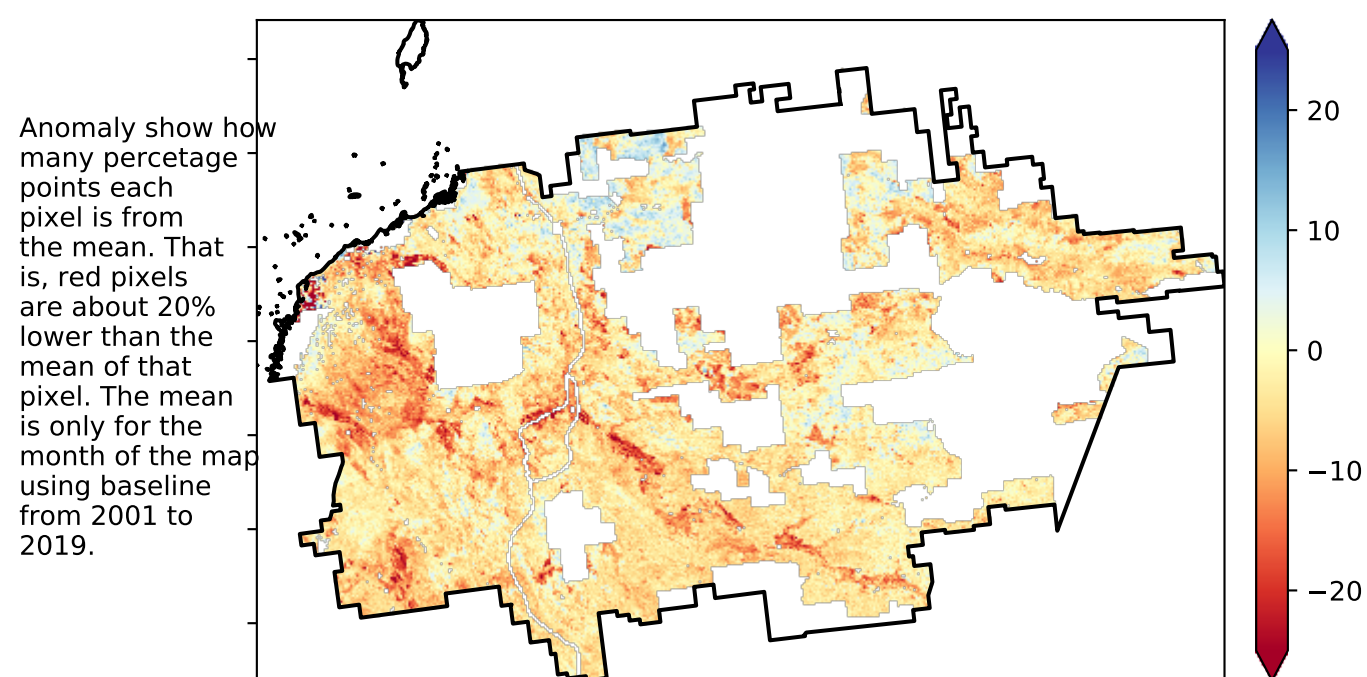 Anomaly show how
many percetage
points each
pixel is from
the mean. That
is, red pixels
are about 20%
lower than the
mean of that
pixel. The mean
is only for the
month of the map
using baseline
from 2001 to
2019.
20
10
0
−10
−20